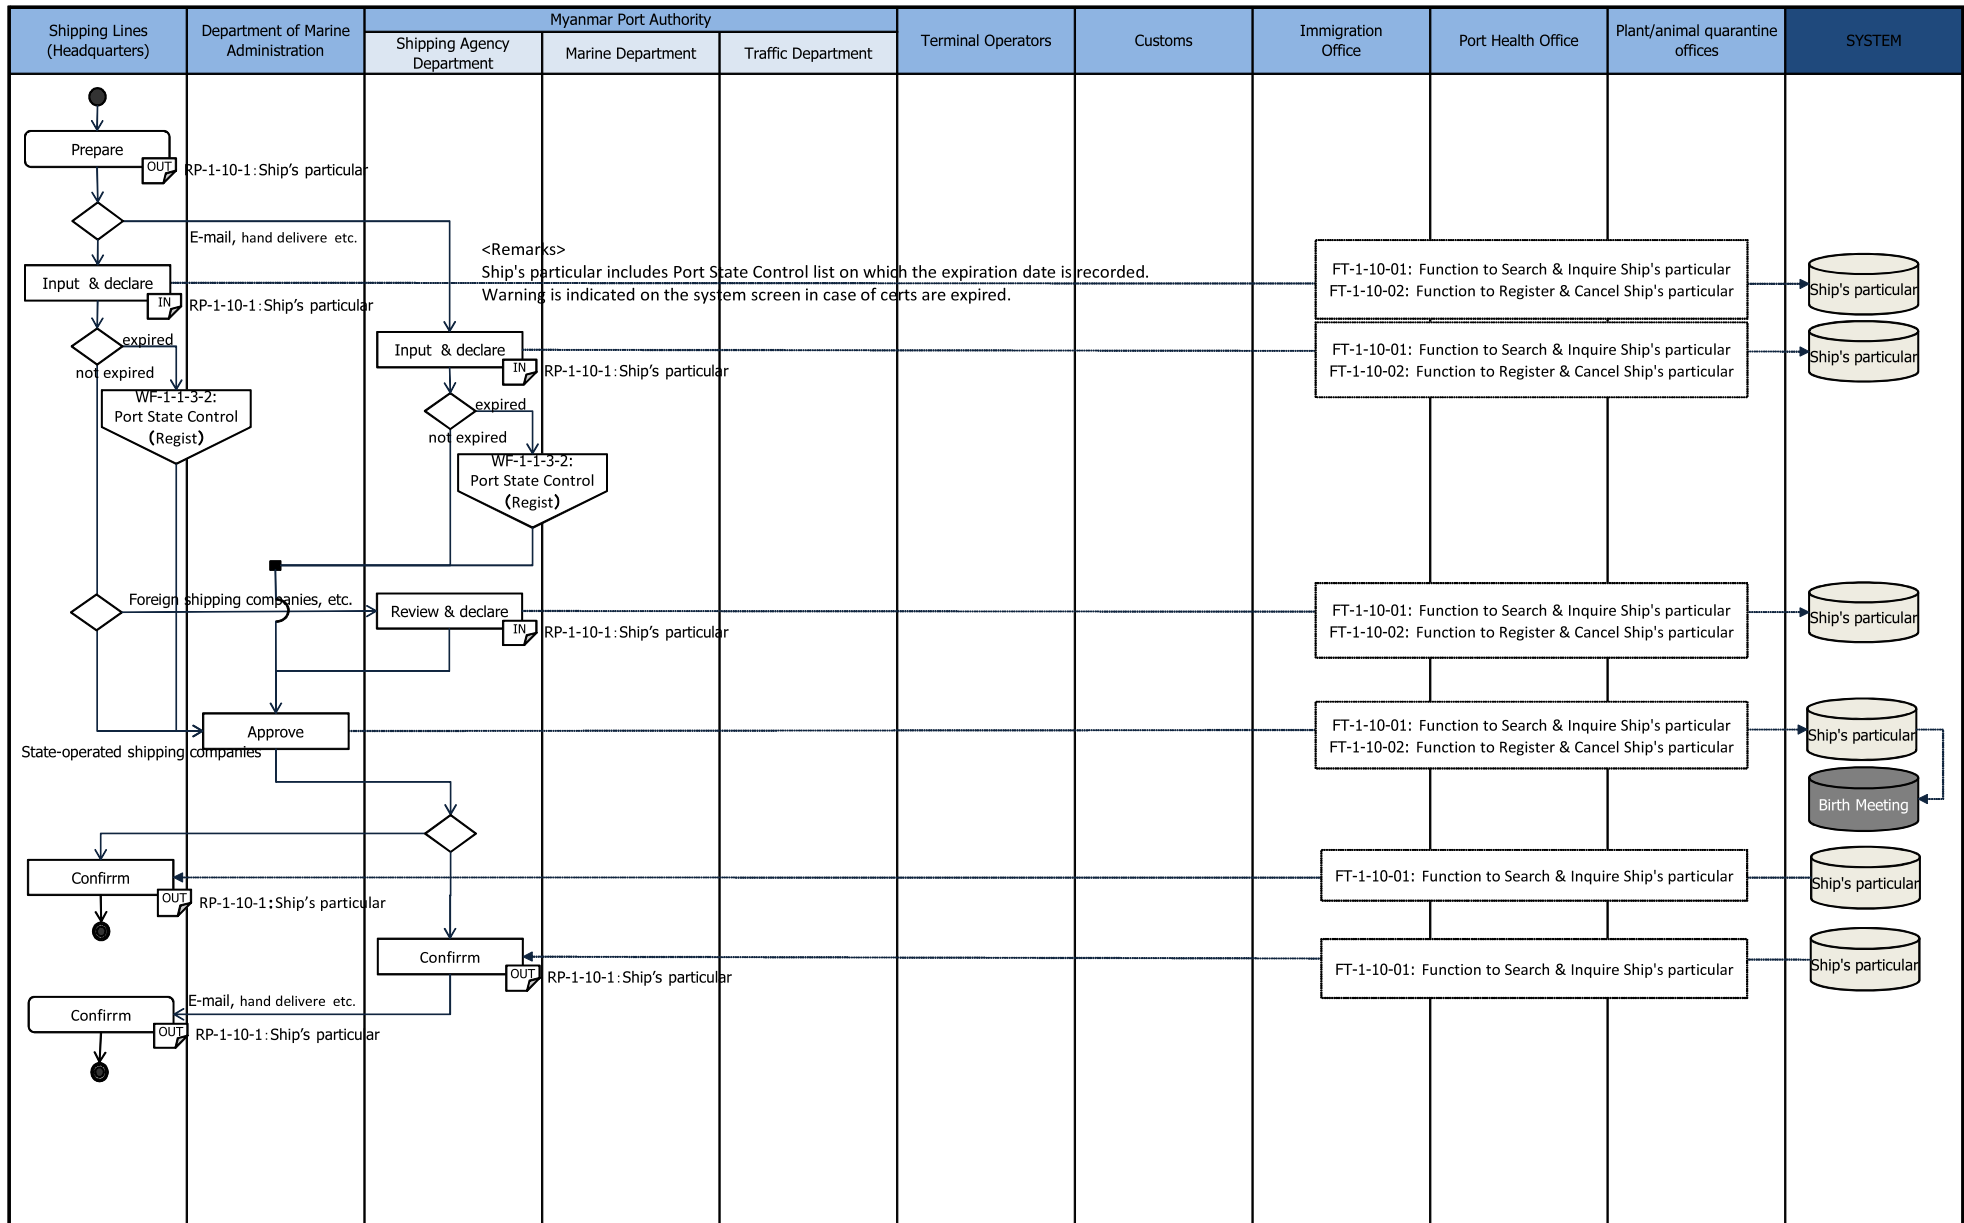 Shipping Lines
(Headquarters)
Department of Marine
Administration
Myanmar Port Authority
Shipping Agency
Department
Marine Department
Traffic Department
Terminal Operators
Customs
Immigration
Office
Port Health Office
Plant/animal quarantine
offices
SYSTEM
Prepare
OUT
RP-1-10-1:Ship's particular
E-mail, hand delivere etc.
<Remarks>
Ship's particular includes Port State Control list on which the expiration date is recorded.
Warning is indicated on the system screen in case of certs are expired.
Input & declare
IN
RP-1-10-1:Ship's particular
FT-1-10-01: Function to Search & Inquire Ship's particular
FT-1-10-02: Function to Register & Cancel Ship's particular
Ship's particular
expired
not expired
WF-1-1-3-2:
Port State Control
(Regist)
Input & declare
IN
RP-1-10-1:Ship's particular
FT-1-10-01: Function to Search & Inquire Ship's particular
FT-1-10-02: Function to Register & Cancel Ship's particular
Ship's particular
expired
not expired
WF-1-1-3-2:
Port State Control
(Regist)
Foreign shipping companies, etc.
Review & declare
IN
RP-1-10-1:Ship's particular
FT-1-10-01: Function to Search & Inquire Ship's particular
FT-1-10-02: Function to Register & Cancel Ship's particular
Ship's particular
State-operated shipping companies
Approve
FT-1-10-01: Function to Search & Inquire Ship's particular
FT-1-10-02: Function to Register & Cancel Ship's particular
Ship's particular
Birth Meeting
Confirrm
OUT
RP-1-10-1:Ship's particular
FT-1-10-01: Function to Search & Inquire Ship's particular
Ship's particular
Confirrm
OUT
RP-1-10-1:Ship's particular
FT-1-10-01: Function to Search & Inquire Ship's particular
Ship's particular
E-mail, hand delivere etc.
Confirrm
OUT
RP-1-10-1:Ship's particular